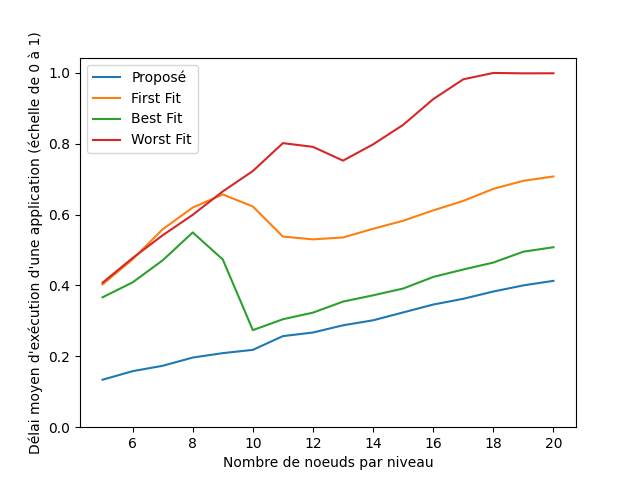 Délai moyen d'exécution d'une application (échelle de 0 à 1)
1.0
0.8
0.6
0.4
0.2
0.0
Proposé
First Fit
Best Fit
Worst Fit
6 8 10 12 14 16 18 20
Nombre de noeuds par niveau